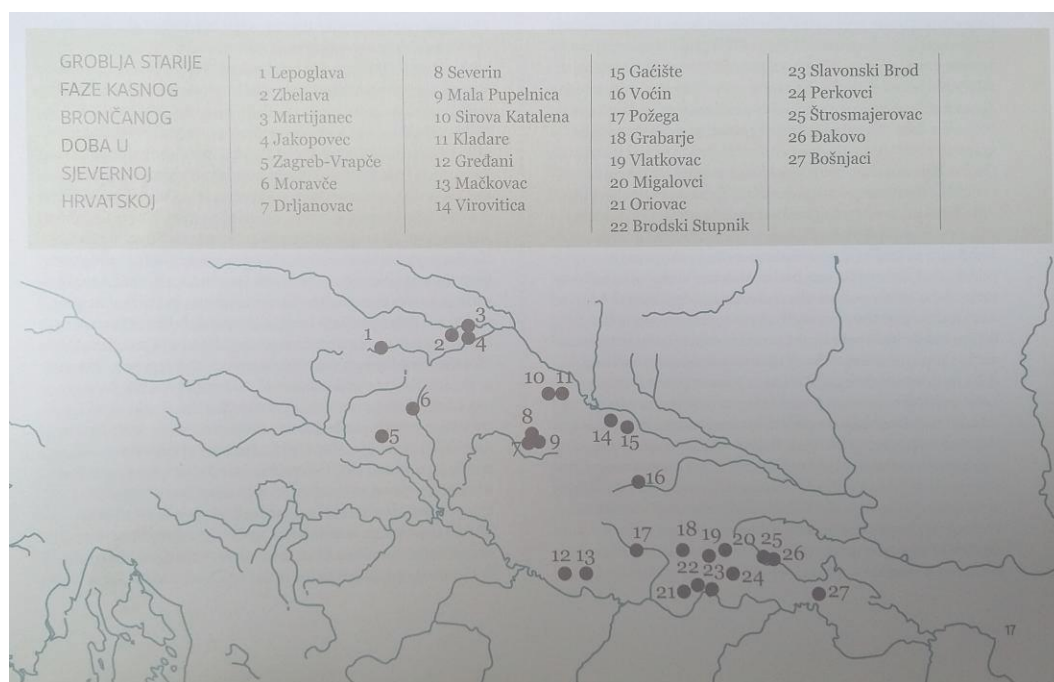 GROBLJA STARIJE
FAZE KASNOG
BRONČANOG
DOBA U
SJEVERNOJ
HRVATSKOJ
1 Lepoglava
2 Zbelava
3 Martijanec
4 Jakopovec
5 Zagreb-Vrapče
6 Moravče
7 Drljanovac
8 Severin
9 Mala Pupelnica
10 Sirova Katalena
11 Kladare
12 Gređani
13 Mačkovac
14 Virovitica
15 Gaćište
16 Voćin
17 Požega
18 Grabarje
19 Vlatkovac
20 Migalovci
21 Oriovac
22 Brodski Stupnik
23 Slavonski Brod
24 Perkovci
25 Štrosmajerovac
26 Đakovo
27 Bošnjaci
3
1
2
4
10 11
6
8
5
7
9
14
15
16
17
18
19
20
25
26
12 13
22
23
24
21
27
17